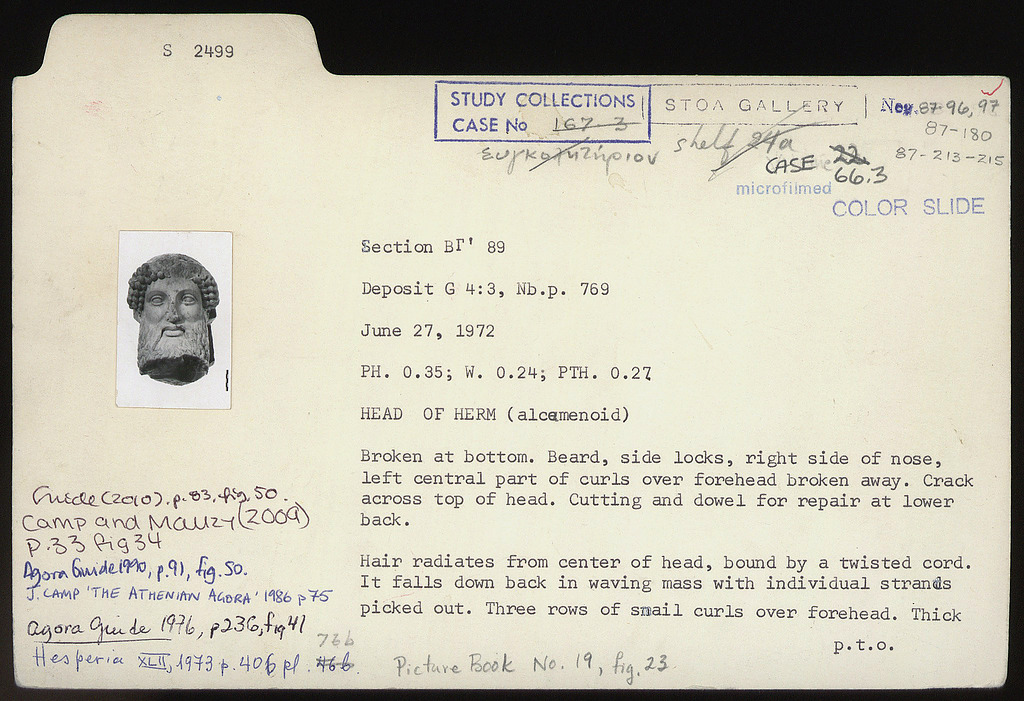 S 2499
STUDY COLLECTIONS
CASE No 167-3
STOA GALLERY
Neg. 87-96, 97
87-180
87-213-215
shelf 24a
CASE 22
66.3
microfilmed
COLOR SLIDE
Section ΒΓ' 89
Deposit G 4:3, Nb.p. 769
June 27, 1972
PH. 0.35; W. 0.24; PTH. 0.27
HEAD OF HERM (alcamenoid)
Broken at bottom. Beard, side locks, right side of nose,
left central part of curls over forehead broken away. Crack
across top of head. Cutting and dowel for repair at lower
back.
Hair radiates from center of head, bound by a twisted cord.
It falls down back in waving mass with individual strands
picked out. Three rows of snail curls over forehead. Thick
p.t.o.
Guide (2010). p. 83, fig. 50.
Camp and Mauzy (2009)
p.33 fig 34
Agora Guide 1990, p.91, fig. 50.
J. CAMP 'THE ATHENIAN AGORA' 1986 p 75
Agora Guide 1976, p 236, fig 41
Hesperia XLII, 1973 p. 406 pl. 76b
Picture Book No. 19, fig. 23